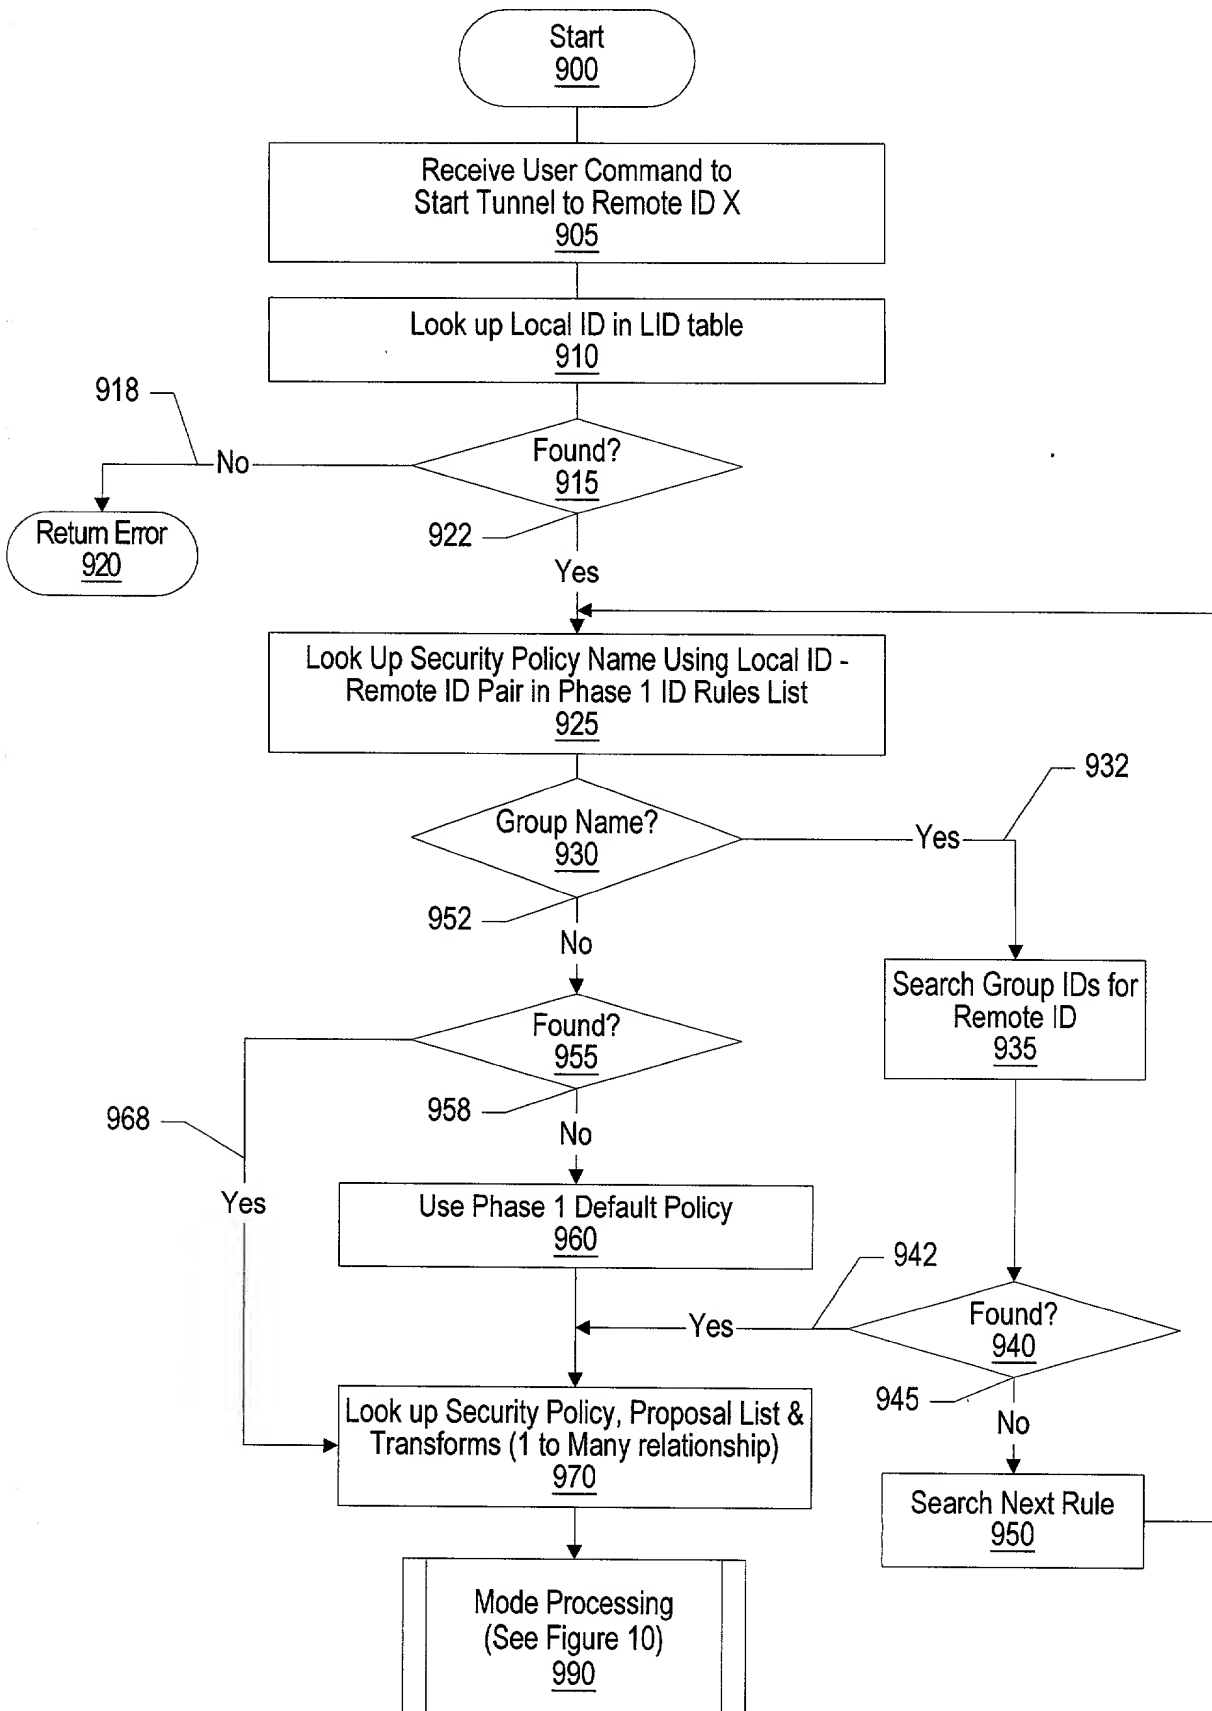 Start
900
Receive User Command to
Start Tunnel to Remote ID X
905
Look up Local ID in LID table
910
918
No
Found?
915
Return Error
920
922
Yes
Look Up Security Policy Name Using Local ID -
Remote ID Pair in Phase 1 ID Rules List
925
932
Group Name?
930
Yes
952
No
Search Group IDs for
Remote ID
935
Found?
955
968
958
No
Yes
Use Phase 1 Default Policy
960
942
Yes
Found?
940
945
No
Look up Security Policy, Proposal List &
Transforms (1 to Many relationship)
970
Search Next Rule
950
Mode Processing
(See Figure 10)
990